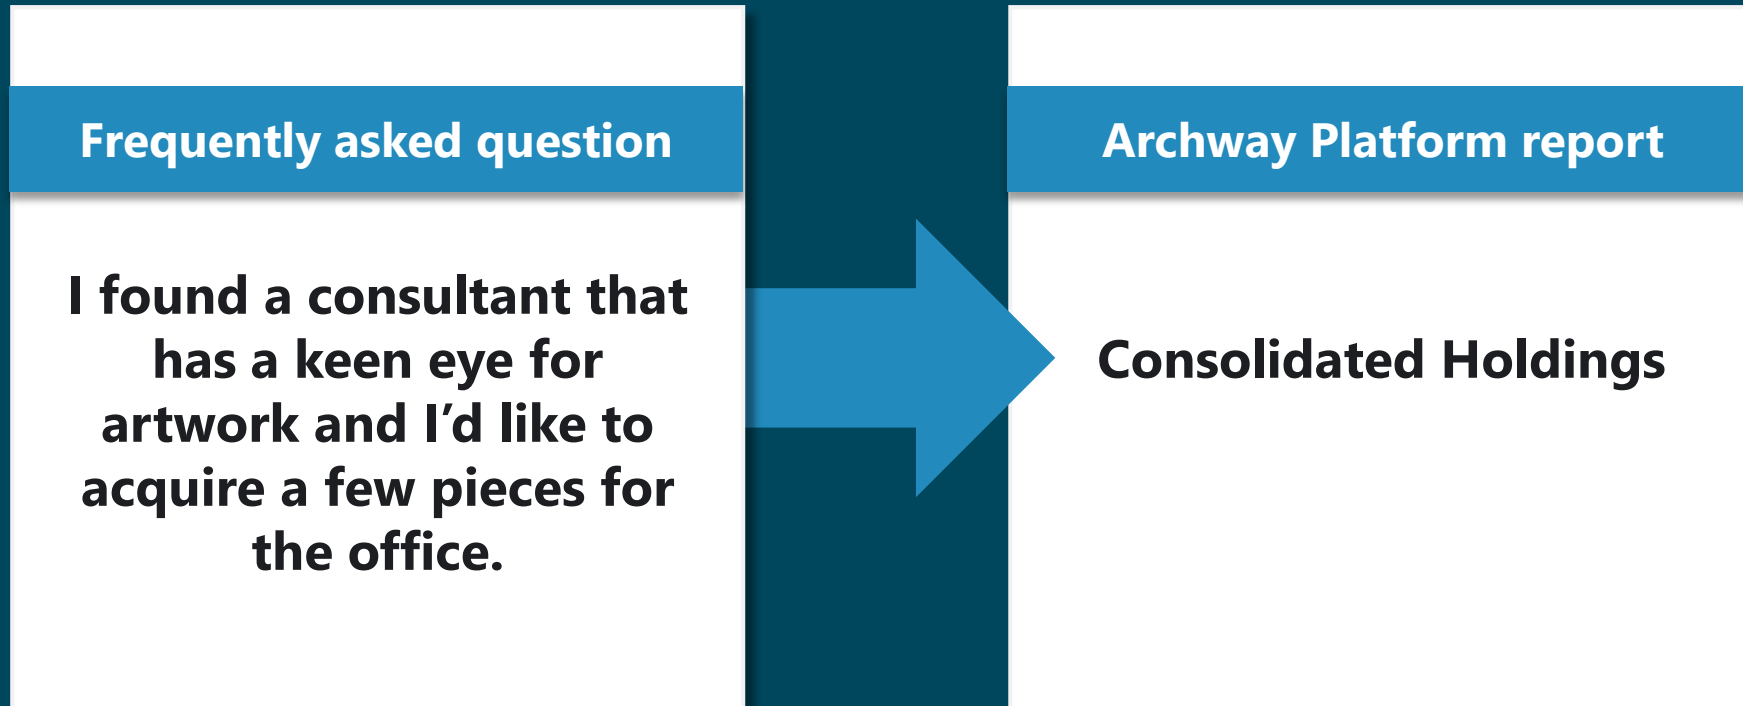 Frequently asked question
I found a consultant that
has a keen eye for
artwork and I’d like to
acquire a few pieces for
the office.
Archway Platform report
Consolidated Holdings